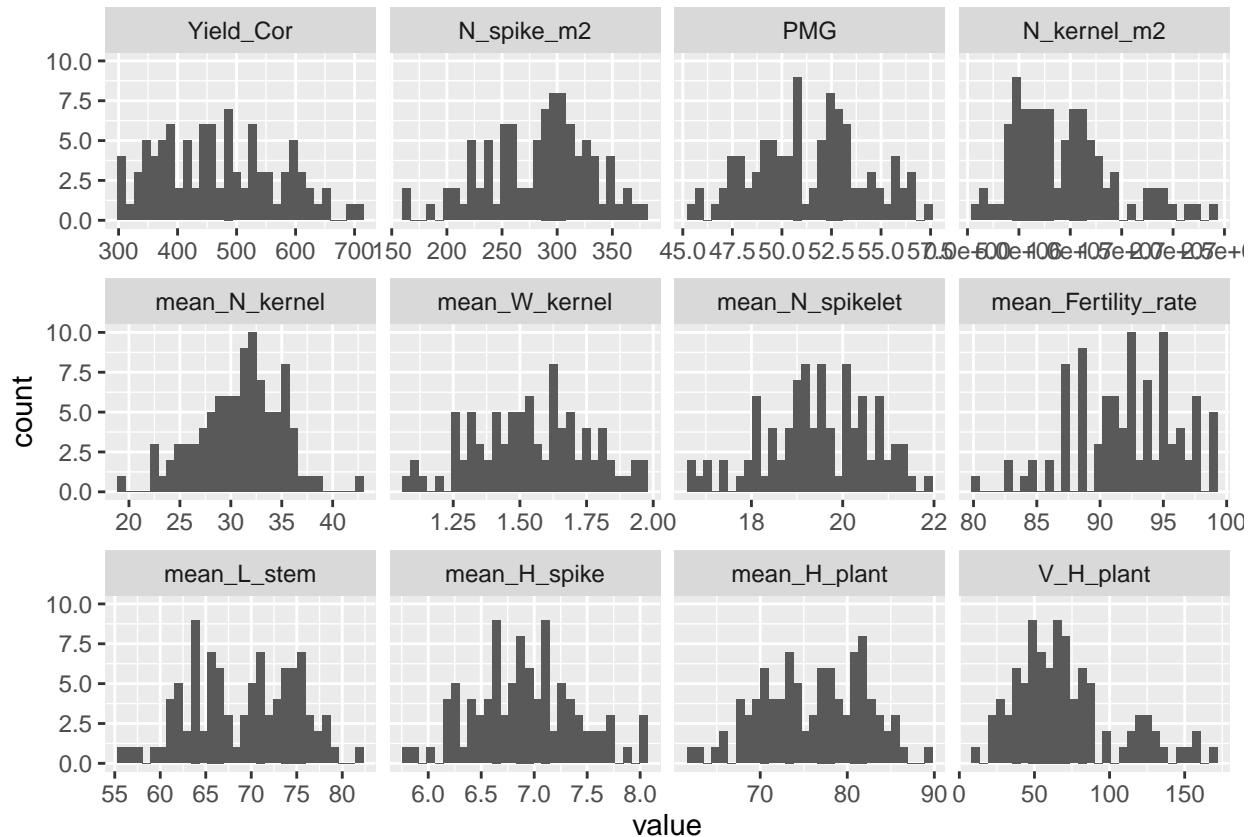 Yield_Cor N_spike_m2 PMG N_kernel_m2
10.0
7.5
5.0
2.5
0.0
300 400 500 600 700 150 200 250 300 350 45.0 47.5 50.0 52.5 55.0 57.5
mean_N_kernel mean_W_kernel mean_N_spikelet mean_Fertility_rate
10.0
7.5
5.0
2.5
0.0
20 25 30 35 40 1.25 1.50 1.75 2.00 18 20 22 80 85 90 95 100
count
mean_L_stem mean_H_spike mean_H_plant V_H_plant
10.0
7.5
5.0
2.5
0.0
55 60 65 70 75 80 6.0 6.5 7.0 7.5 8.0 70 80 90 0 50 100 150
value